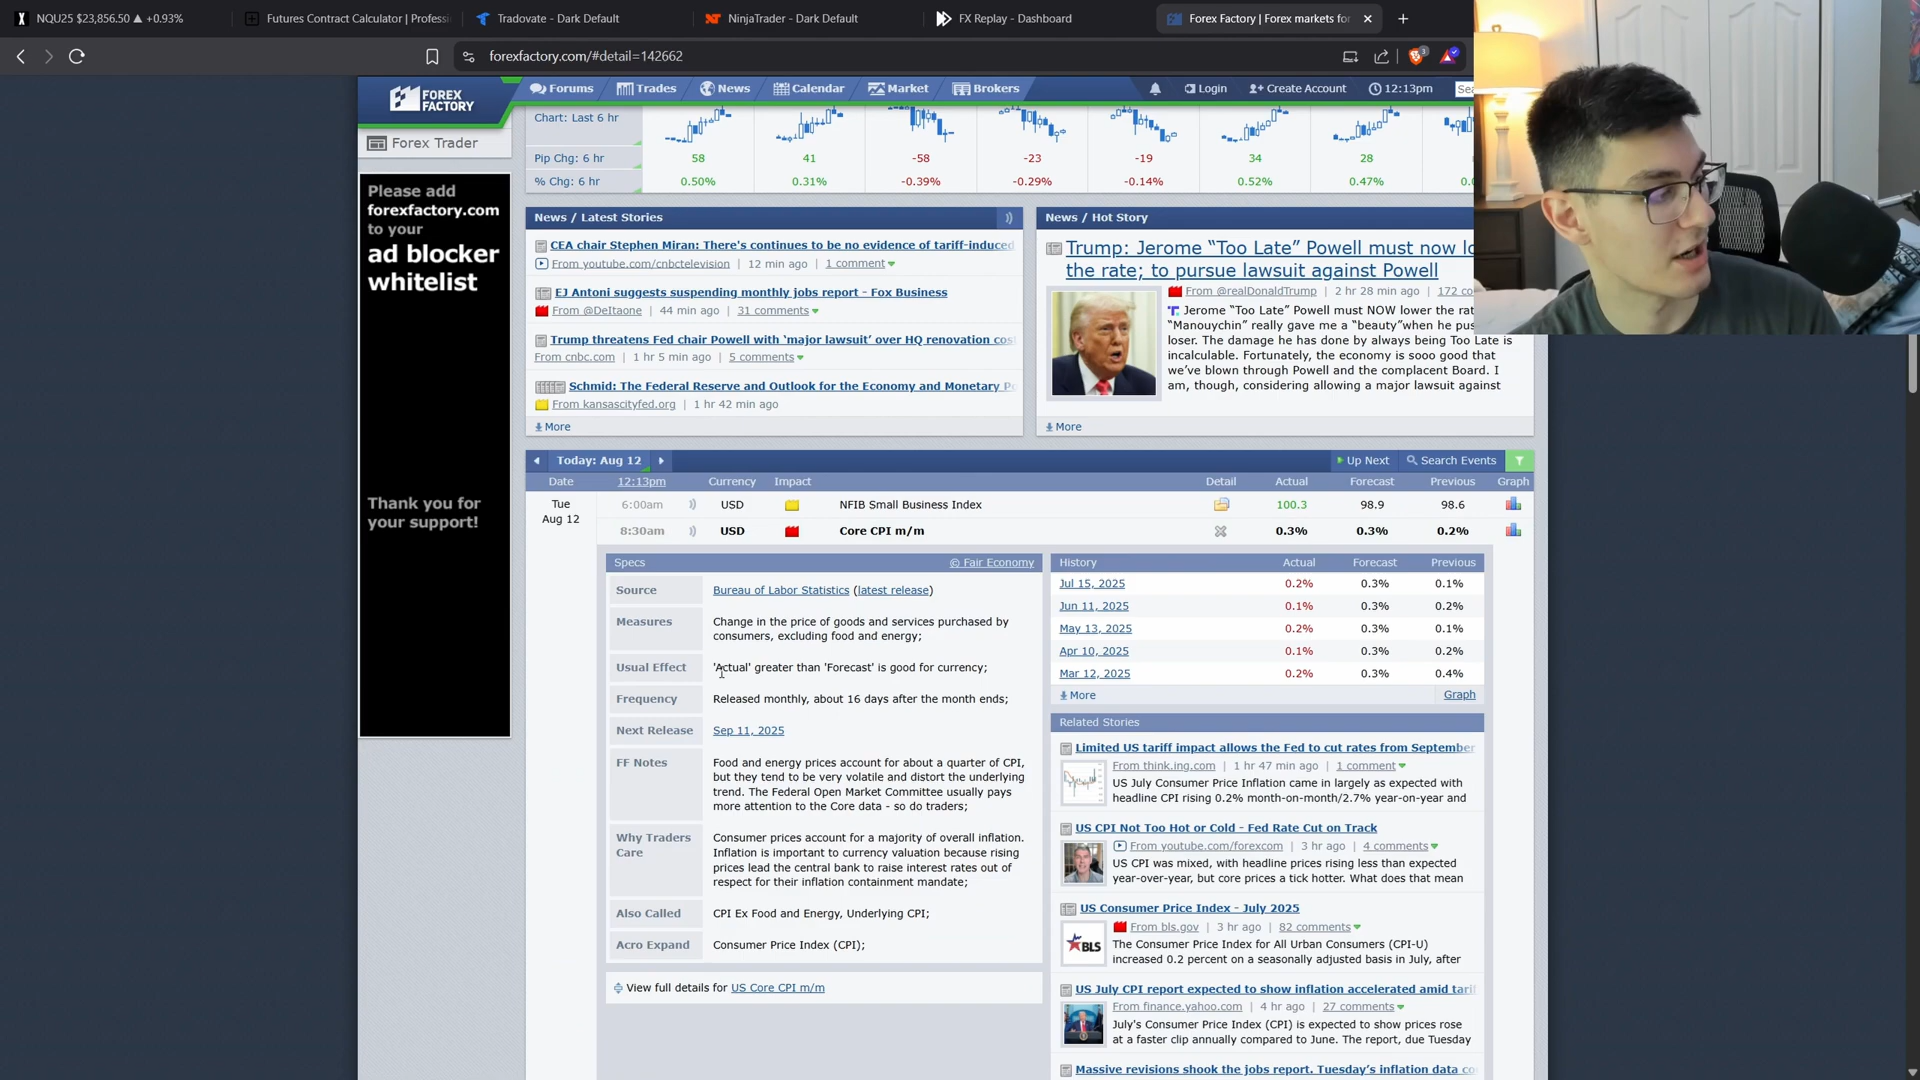 NQU25 $23,856.50 ▲ +0.93%
Futures Contract Calculator | Profess
Tradovate - Dark Default
NinjaTrader - Dark Default
FX Replay - Dashboard
Forex Factory | Forex markets for
forexfactory.com/#detail=142662
FOREX
FACTORY
Forums
Trades
News
Calendar
Market
Brokers
Login
Create Account
12:13pm
Sea
Forex Trader
Please add
forexfactory.com
to your
ad blocker
whitelist
Thank you for
your support!
Chart: Last 6 hr
Pip Chg: 6 hr 58 41 -58 -23 -19 34 28
% Chg: 6 hr 0.50% 0.31% -0.39% -0.29% -0.14% 0.52% 0.47% 0.
News / Latest Stories
CEA chair Stephen Miran: There's continues to be no evidence of tariff-induced
From youtube.com/cnbctelevision | 12 min ago | 1 comment
EJ Antoni suggests suspending monthly jobs report - Fox Business
From @DeItaone | 44 min ago | 31 comments
Trump threatens Fed chair Powell with 'major lawsuit' over HQ renovation cos
From cnbc.com | 1 hr 5 min ago | 5 comments
Schmid: The Federal Reserve and Outlook for the Economy and Monetary Po
From kansascityfed.org | 1 hr 42 min ago
More
News / Hot Story
Trump: Jerome “Too Late” Powell must now lo
the rate; to pursue lawsuit against Powell
From @realDonaldTrump | 2 hr 28 min ago | 172 co
Jerome “Too Late” Powell must NOW lower the rat
“Manouychin” really gave me a “beauty”when he pus
loser. The damage he has done by always being Too Late is
incalculable. Fortunately, the economy is sooo good that
we’ve blown through Powell and the complacent Board. I
am, though, considering allowing a major lawsuit against
More
Today: Aug 12
Up Next
Search Events
Date 12:13pm Currency Impact Detail Actual Forecast Previous Graph
Tue
Aug 12
6:00am USD NFIB Small Business Index 100.3 98.9 98.6
8:30am USD Core CPI m/m 0.3% 0.3% 0.2%
Specs © Fair Economy
Source Bureau of Labor Statistics (latest release)
Measures Change in the price of goods and services purchased by
consumers, excluding food and energy;
Usual Effect 'Actual' greater than 'Forecast' is good for currency;
Frequency Released monthly, about 16 days after the month ends;
Next Release Sep 11, 2025
FF Notes Food and energy prices account for about a quarter of CPI,
but they tend to be very volatile and distort the underlying
trend. The Federal Open Market Committee usually pays
more attention to the Core data - so do traders;
Why Traders
Care
Consumer prices account for a majority of overall inflation.
Inflation is important to currency valuation because rising
prices lead the central bank to raise interest rates out of
respect for their inflation containment mandate;
Also Called CPI Ex Food and Energy, Underlying CPI;
Acro Expand Consumer Price Index (CPI);
View full details for US Core CPI m/m
History Actual Forecast Previous
Jul 15, 2025 0.2% 0.3% 0.1%
Jun 11, 2025 0.1% 0.3% 0.2%
May 13, 2025 0.2% 0.3% 0.1%
Apr 10, 2025 0.1% 0.3% 0.2%
Mar 12, 2025 0.2% 0.3% 0.4%
More Graph
Related Stories
Limited US tariff impact allows the Fed to cut rates from September
From think.ing.com | 1 hr 47 min ago | 1 comment
US July Consumer Price Inflation came in largely as expected with
headline CPI rising 0.2% month-on-month/2.7% year-on-year and
US CPI Not Too Hot or Cold - Fed Rate Cut on Track
From youtube.com/forexcom | 3 hr ago | 4 comments
US CPI was mixed, with headline prices rising less than expected
year-over-year, but core prices a tick hotter. What does that mean
US Consumer Price Index - July 2025
BLS
From bls.gov | 3 hr ago | 82 comments
The Consumer Price Index for All Urban Consumers (CPI-U)
increased 0.2 percent on a seasonally adjusted basis in July, after
US July CPI report expected to show inflation accelerated amid tari
From finance.yahoo.com | 4 hr ago | 27 comments
July's Consumer Price Index (CPI) is expected to show prices rose
at a faster clip annually compared to June. The report, due Tuesday
Massive revisions shook the jobs report. Tuesday’s inflation data co